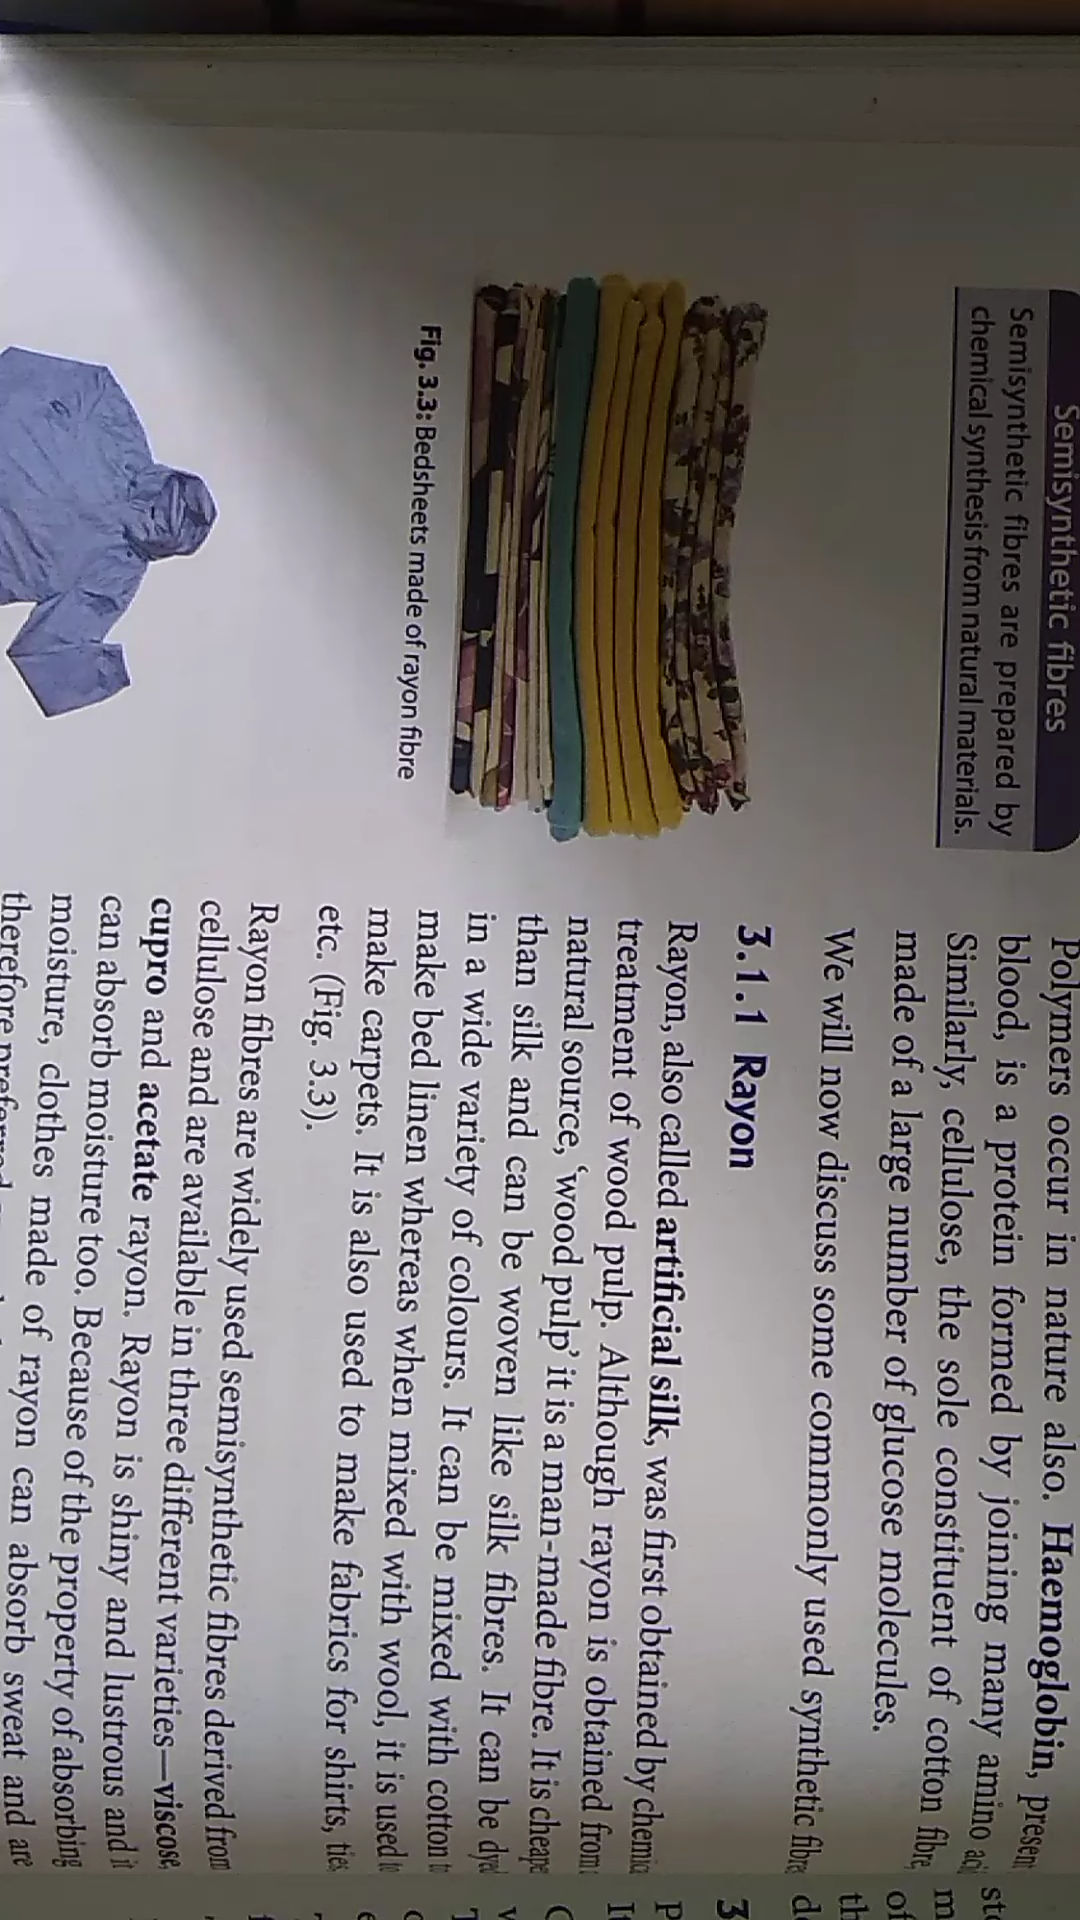 Semisynthetic fibres
Semisynthetic fibres are prepared by
chemical synthesis from natural materials.
Fig. 3.3: Bedsheets made of rayon fibre
Polymers occur in nature also. Haemoglobin, present
blood, is a protein formed by joining many amino
Similarly, cellulose, the sole constituent of cotton fibre,
made of a large number of glucose molecules.
We will now discuss some commonly used synthetic
3.1.1 Rayon
Rayon, also called artificial silk, was first obtained by
treatment of wood pulp. Although rayon is obtained from
natural source, 'wood pulp' it is a man-made fibre. It is
than silk and can be woven like silk fibres. It can be
in a wide variety of colours. It can be mixed with cotton
make bed linen whereas when mixed with wool, it is used to
make carpets. It is also used to make fabrics for shirts, ties,
etc. (Fig. 3.3).
Rayon fibres are widely used semisynthetic fibres derived from
cellulose and are available in three different varieties—viscose,
cupro and acetate rayon. Rayon is shiny and lustrous and it
can absorb moisture too. Because of the property of absorbing
moisture, clothes made of rayon can absorb sweat and are
therefore
3